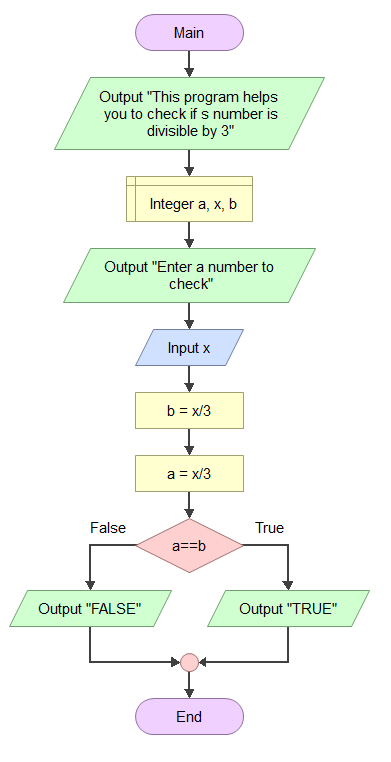 Main
Output "This program helps
you to check if s number is
divisible by 3"
Integer a, x, b
Output "Enter a number to
check"
Input x
b = x/3
a = x/3
False
True
a==b
Output "FALSE"
Output "TRUE"
End